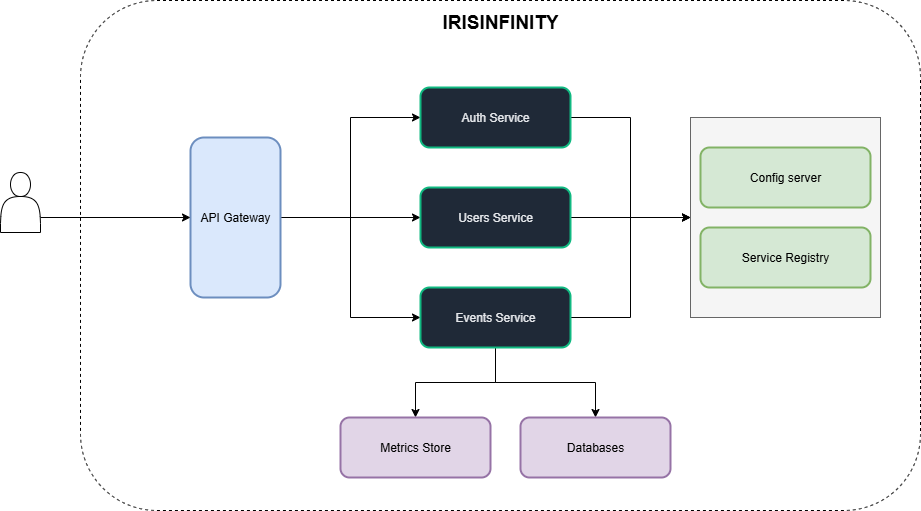 IRISINFINITY
Auth Service
API Gateway
Users Service
Events Service
Config server
Service Registry
Metrics Store
Databases